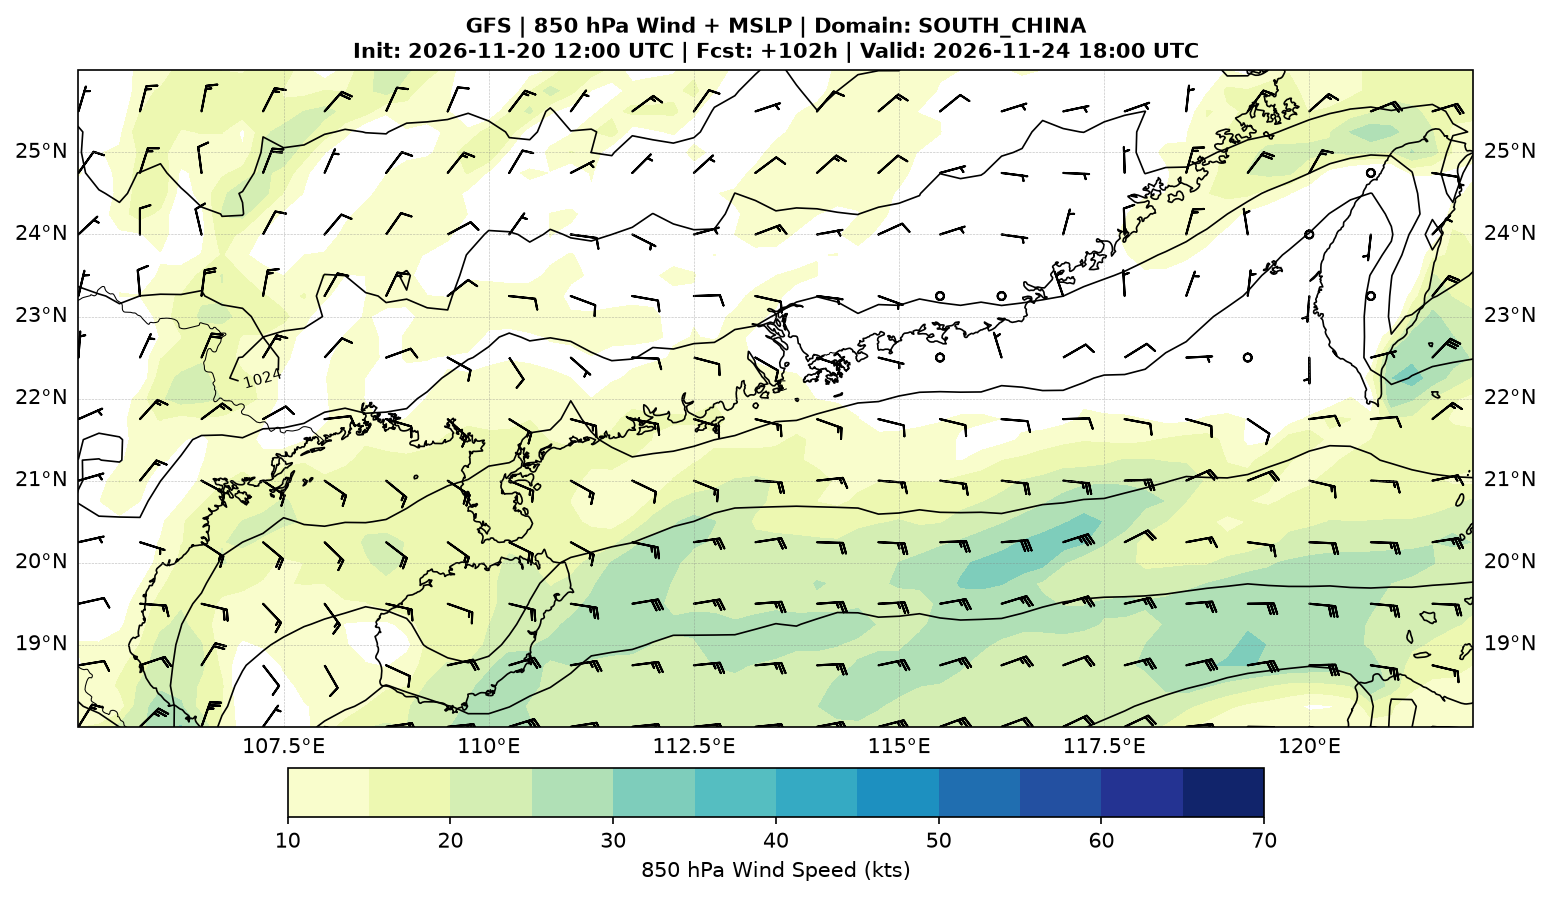 GFS | 850 hPa Wind + MSLP | Domain: SOUTH_CHINA
Init: 2026-11-20 12:00 UTC | Fcst: +102h | Valid: 2026-11-24 18:00 UTC
25°N 25°N
24°N 24°N
23°N 23°N
1024
22°N 22°N
21°N 21°N
20°N 20°N
19°N 19°N
107.5°E 110°E 112.5°E 115°E 117.5°E 120°E
10 20 30 40 50 60 70
850 hPa Wind Speed (kts)